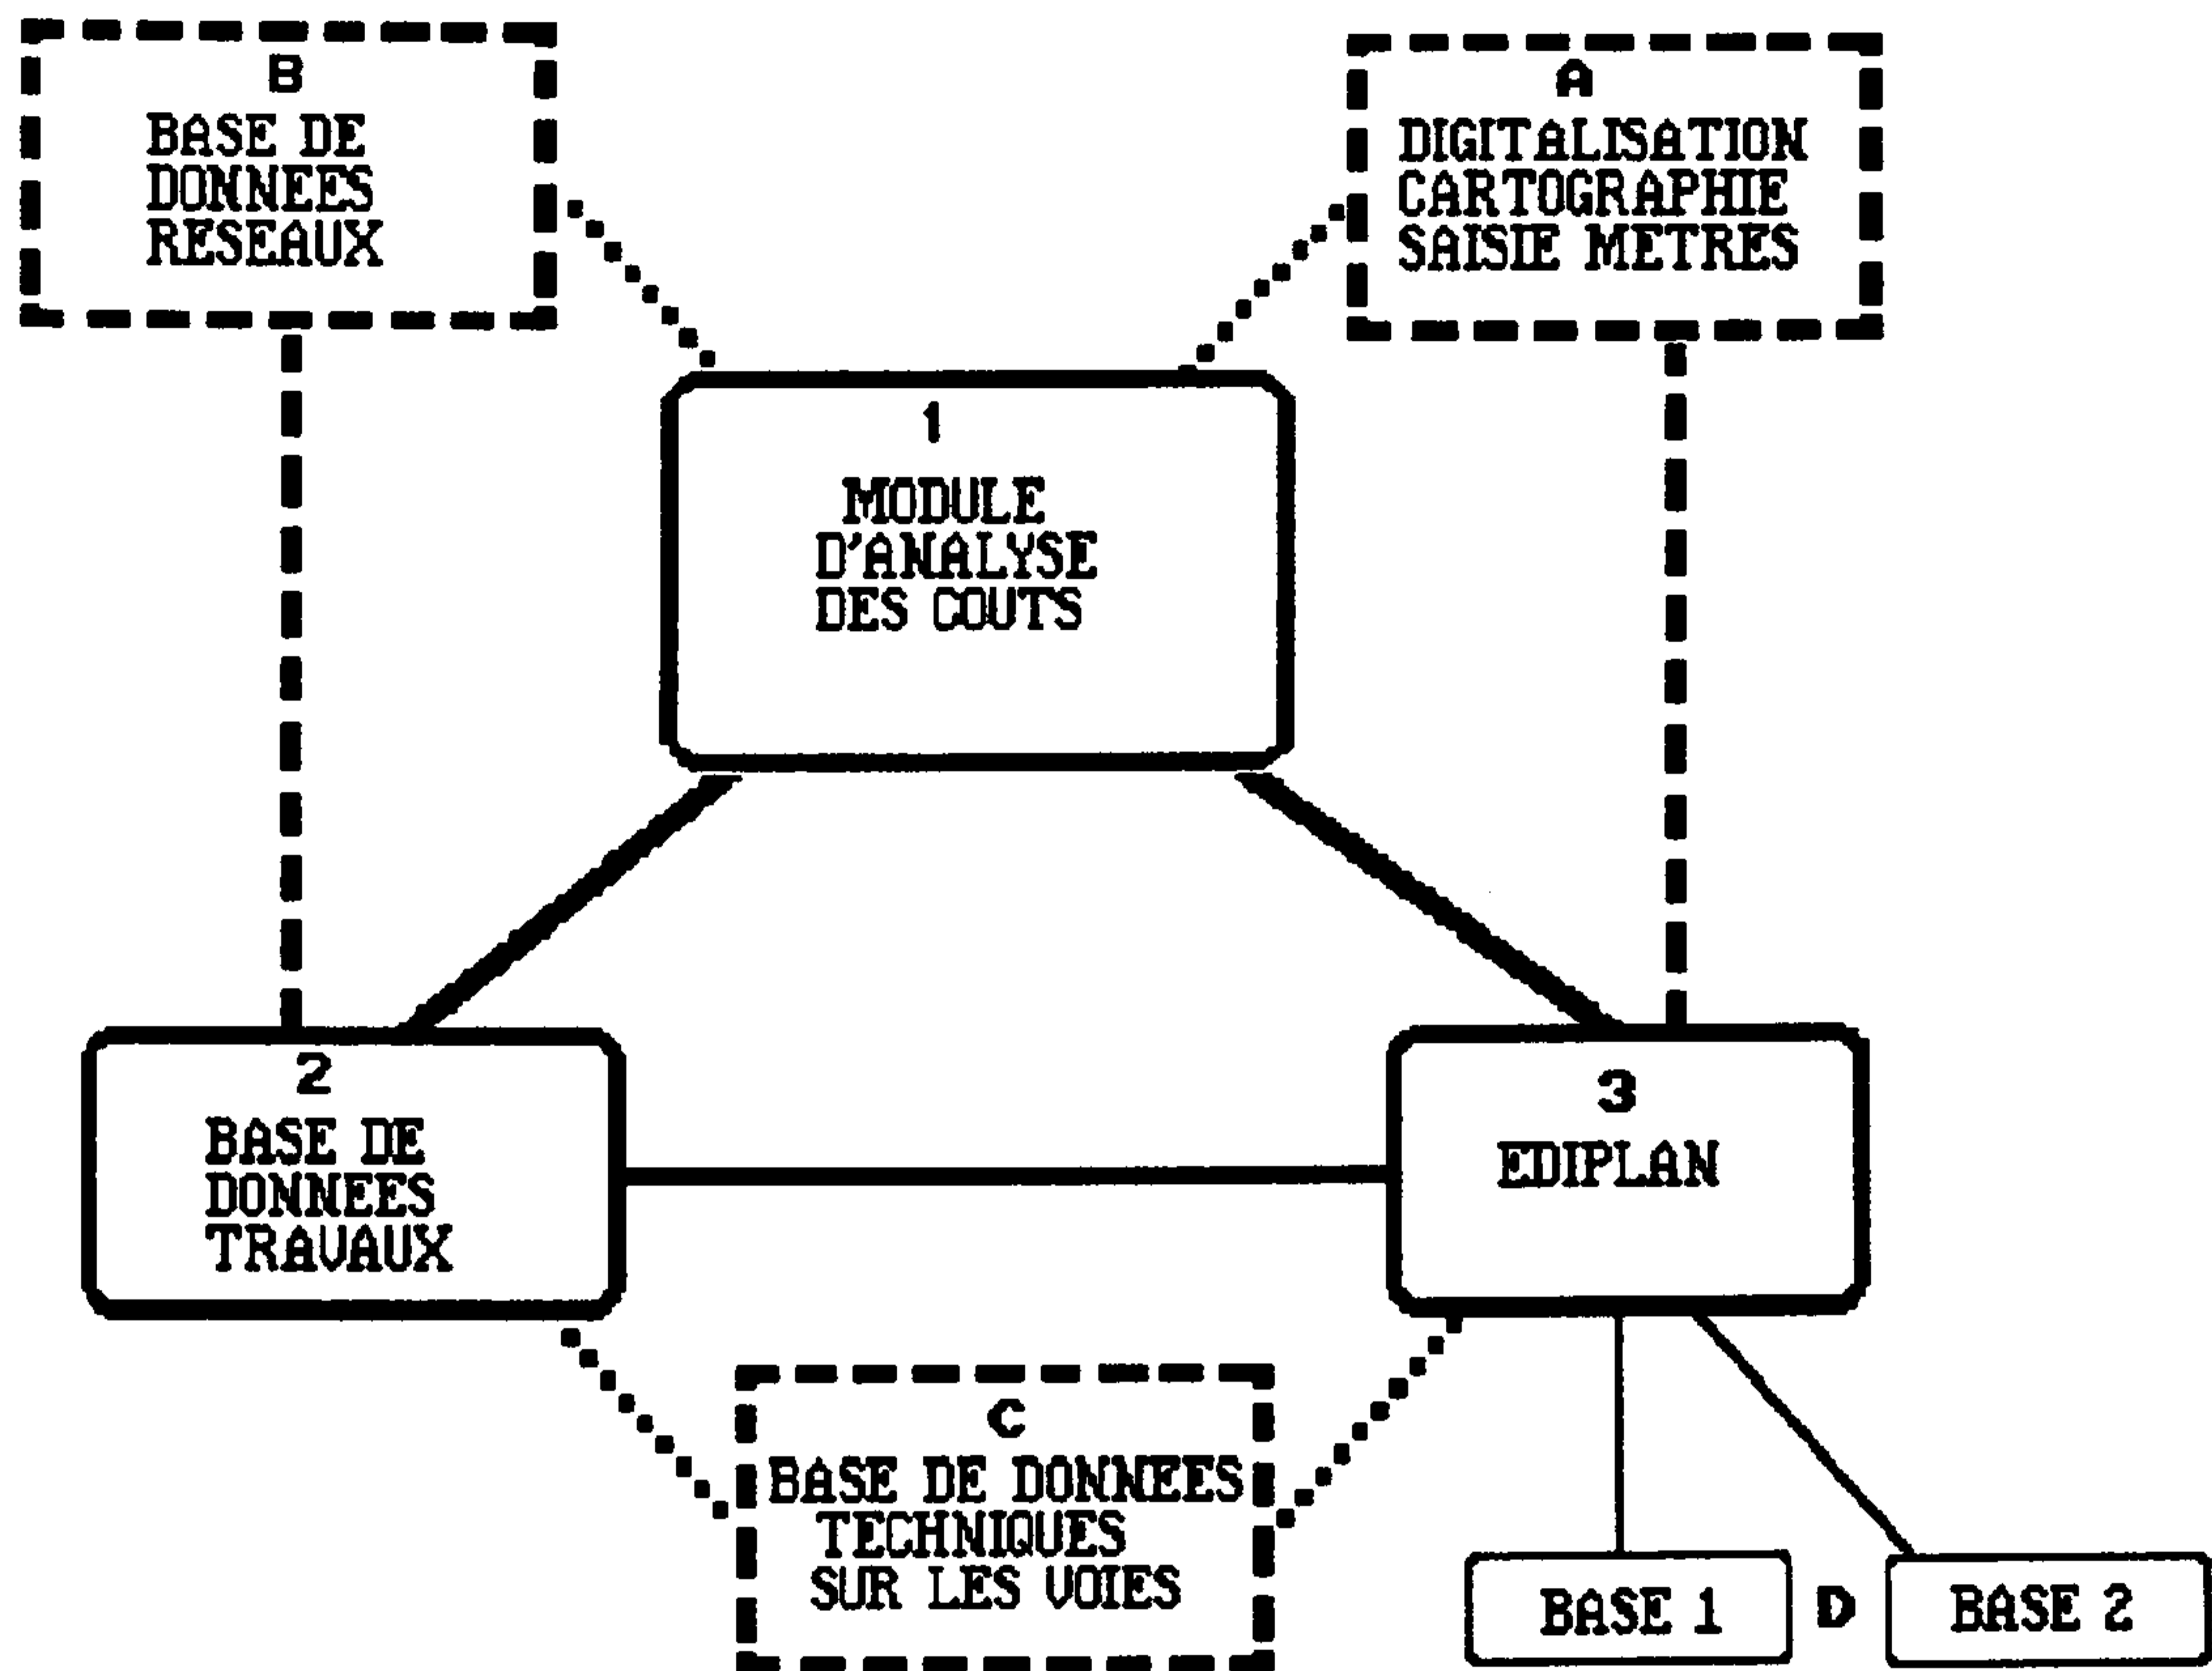 B
BASE DE
DONNEES
RESEAUX
A
DIGITALISATION
CARTOGRAPHIE
SAISIE METRES
1
MODULE
D'ANALYSE
DES COUTS
2
BASE DE
DONNEES
TRAVAUX
3
EDIPLAN
C
BASE DE DONNEES
TECHNIQUES
SUR LES VOIES
BASE 1 D BASE 2